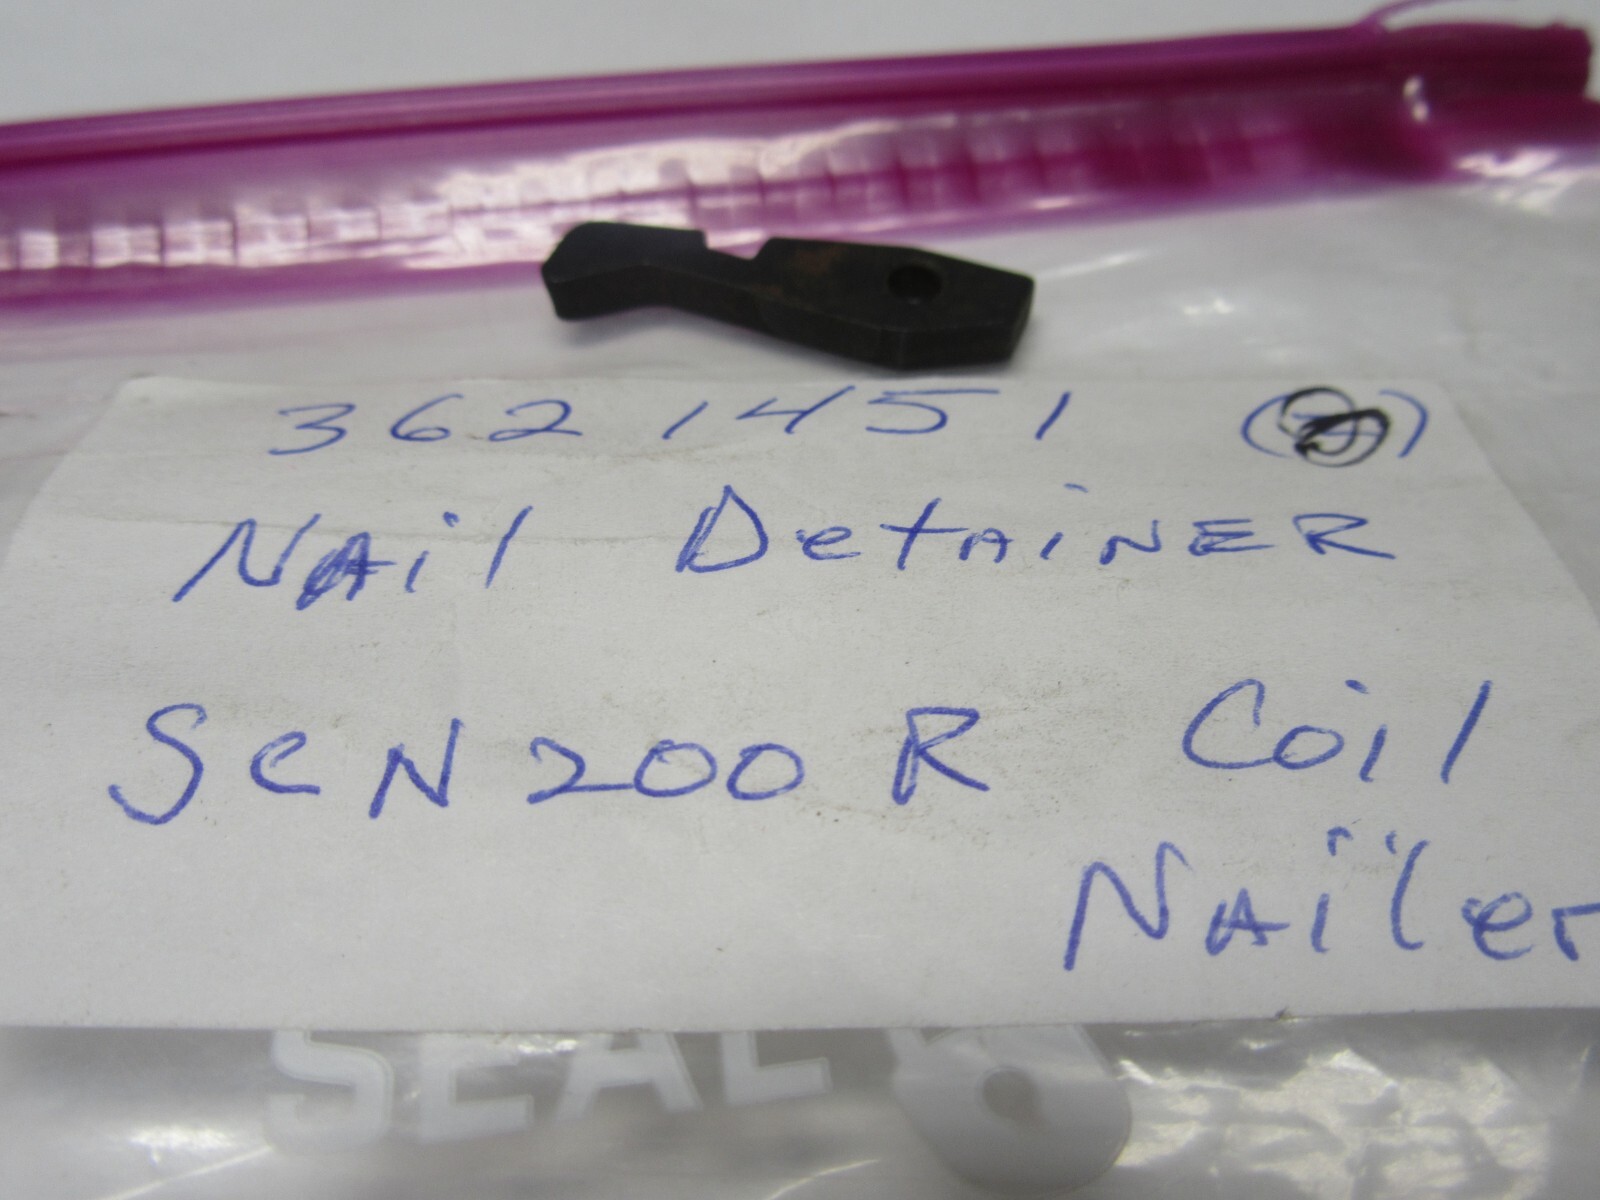 3621451
Nail Detainer
SCN200R Coil
Nailer
SEAL